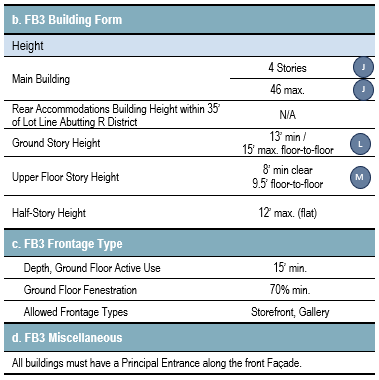 b. FB3 Building Form
Height
Main Building
4 Stories
J
46 max.
J
Rear Accommodations Building Height within 35'
of Lot Line Abutting R District
N/A
Ground Story Height
13' min /
15' max. floor-to-floor
L
Upper Floor Story Height
8' min clear
9.5' floor-to-floor
M
Half-Story Height
12' max. (flat)
c. FB3 Frontage Type
Depth, Ground Floor Active Use
15' min.
Ground Floor Fenestration
70% min.
Allowed Frontage Types
Storefront, Gallery
d. FB3 Miscellaneous
All buildings must have a Principal Entrance along the front Façade.